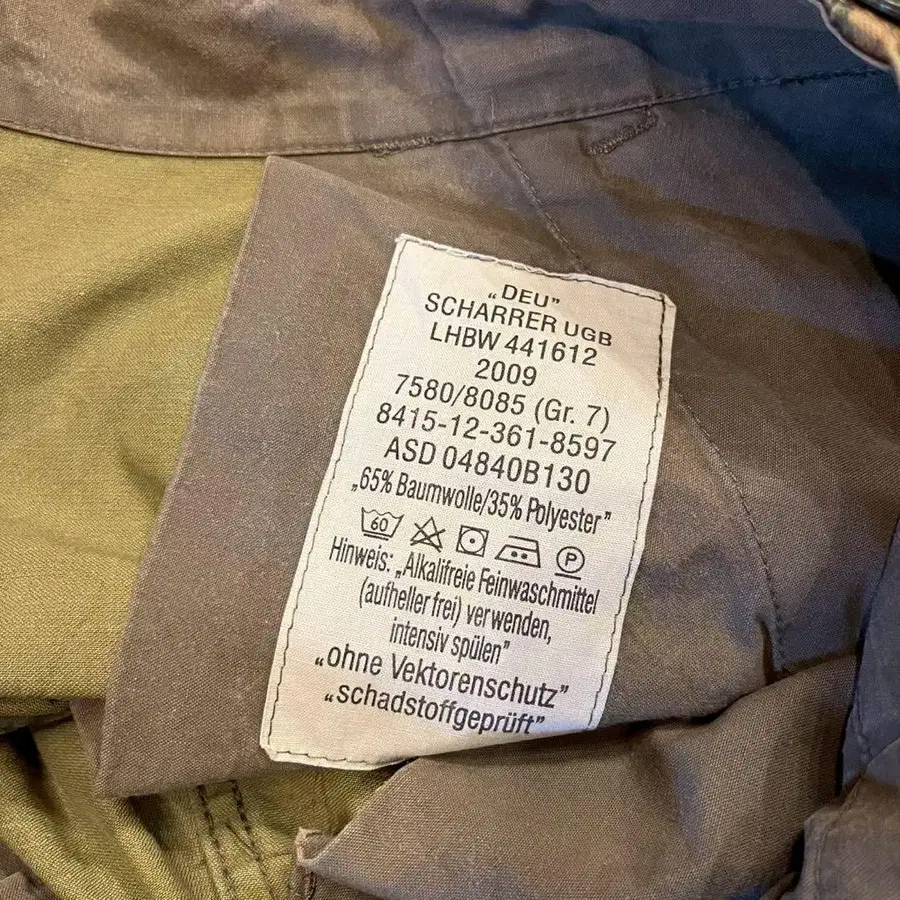 „DEU”
SCHARRER UGB
LHBW 441612
2009
7580/8085 (Gr. 7)
8415-12-361-8597
ASD 04840B130
„65% Baumwolle/35% Polyester”
60 P
Hinweis: „Alkalifreie Feinwaschmittel
(aufheller frei) verwenden,
intensiv spülen”
„ohne Vektorenschutz”
“schadstoffgeprüft”